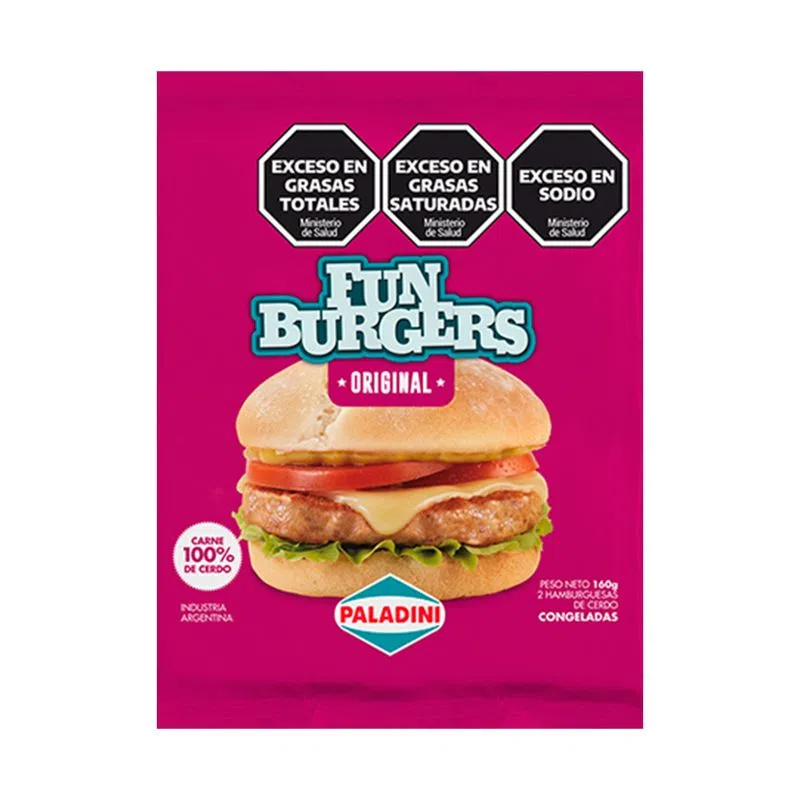 EXCESO EN
GRASAS
TOTALES
Ministerio
de Salud
EXCESO EN
GRASAS
SATURADAS
Ministerio
de Salud
EXCESO EN
SODIO
Ministerio
de Salud
FUN
BURGERS
ORIGINAL
CARNE
100%
DE CERDO
INDUSTRIA
ARGENTINA
PALADINI
PESO NETO 160g
2 HAMBURGUESAS
DE CERDO
CONGELADAS